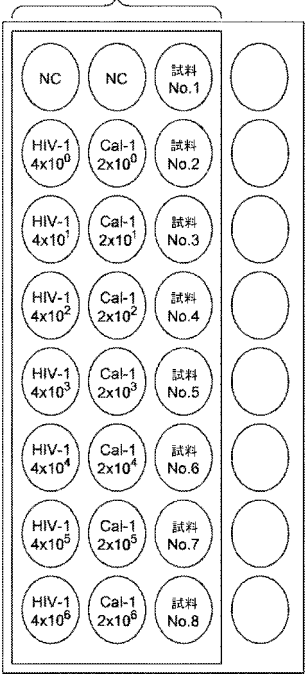 NC NC 試料
No.1
HIV-1 Cal-1 試料
4x10⁰ 2x10⁰ No.2
HIV-1 Cal-1 試料
4x10¹ 2x10¹ No.3
HIV-1 Cal-1 試料
4x10² 2x10² No.4
HIV-1 Cal-1 試料
4x10³ 2x10³ No.5
HIV-1 Cal-1 試料
4x10⁴ 2x10⁴ No.6
HIV-1 Cal-1 試料
4x10⁵ 2x10⁵ No.7
HIV-1 Cal-1 試料
4x10⁶ 2x10⁶ No.8